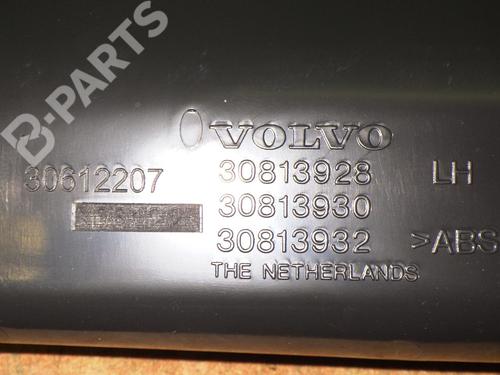 B-PARTS
VOLVO
30612207 30813928 LH
30813930
30813932 >ABS
THE NETHERLANDS